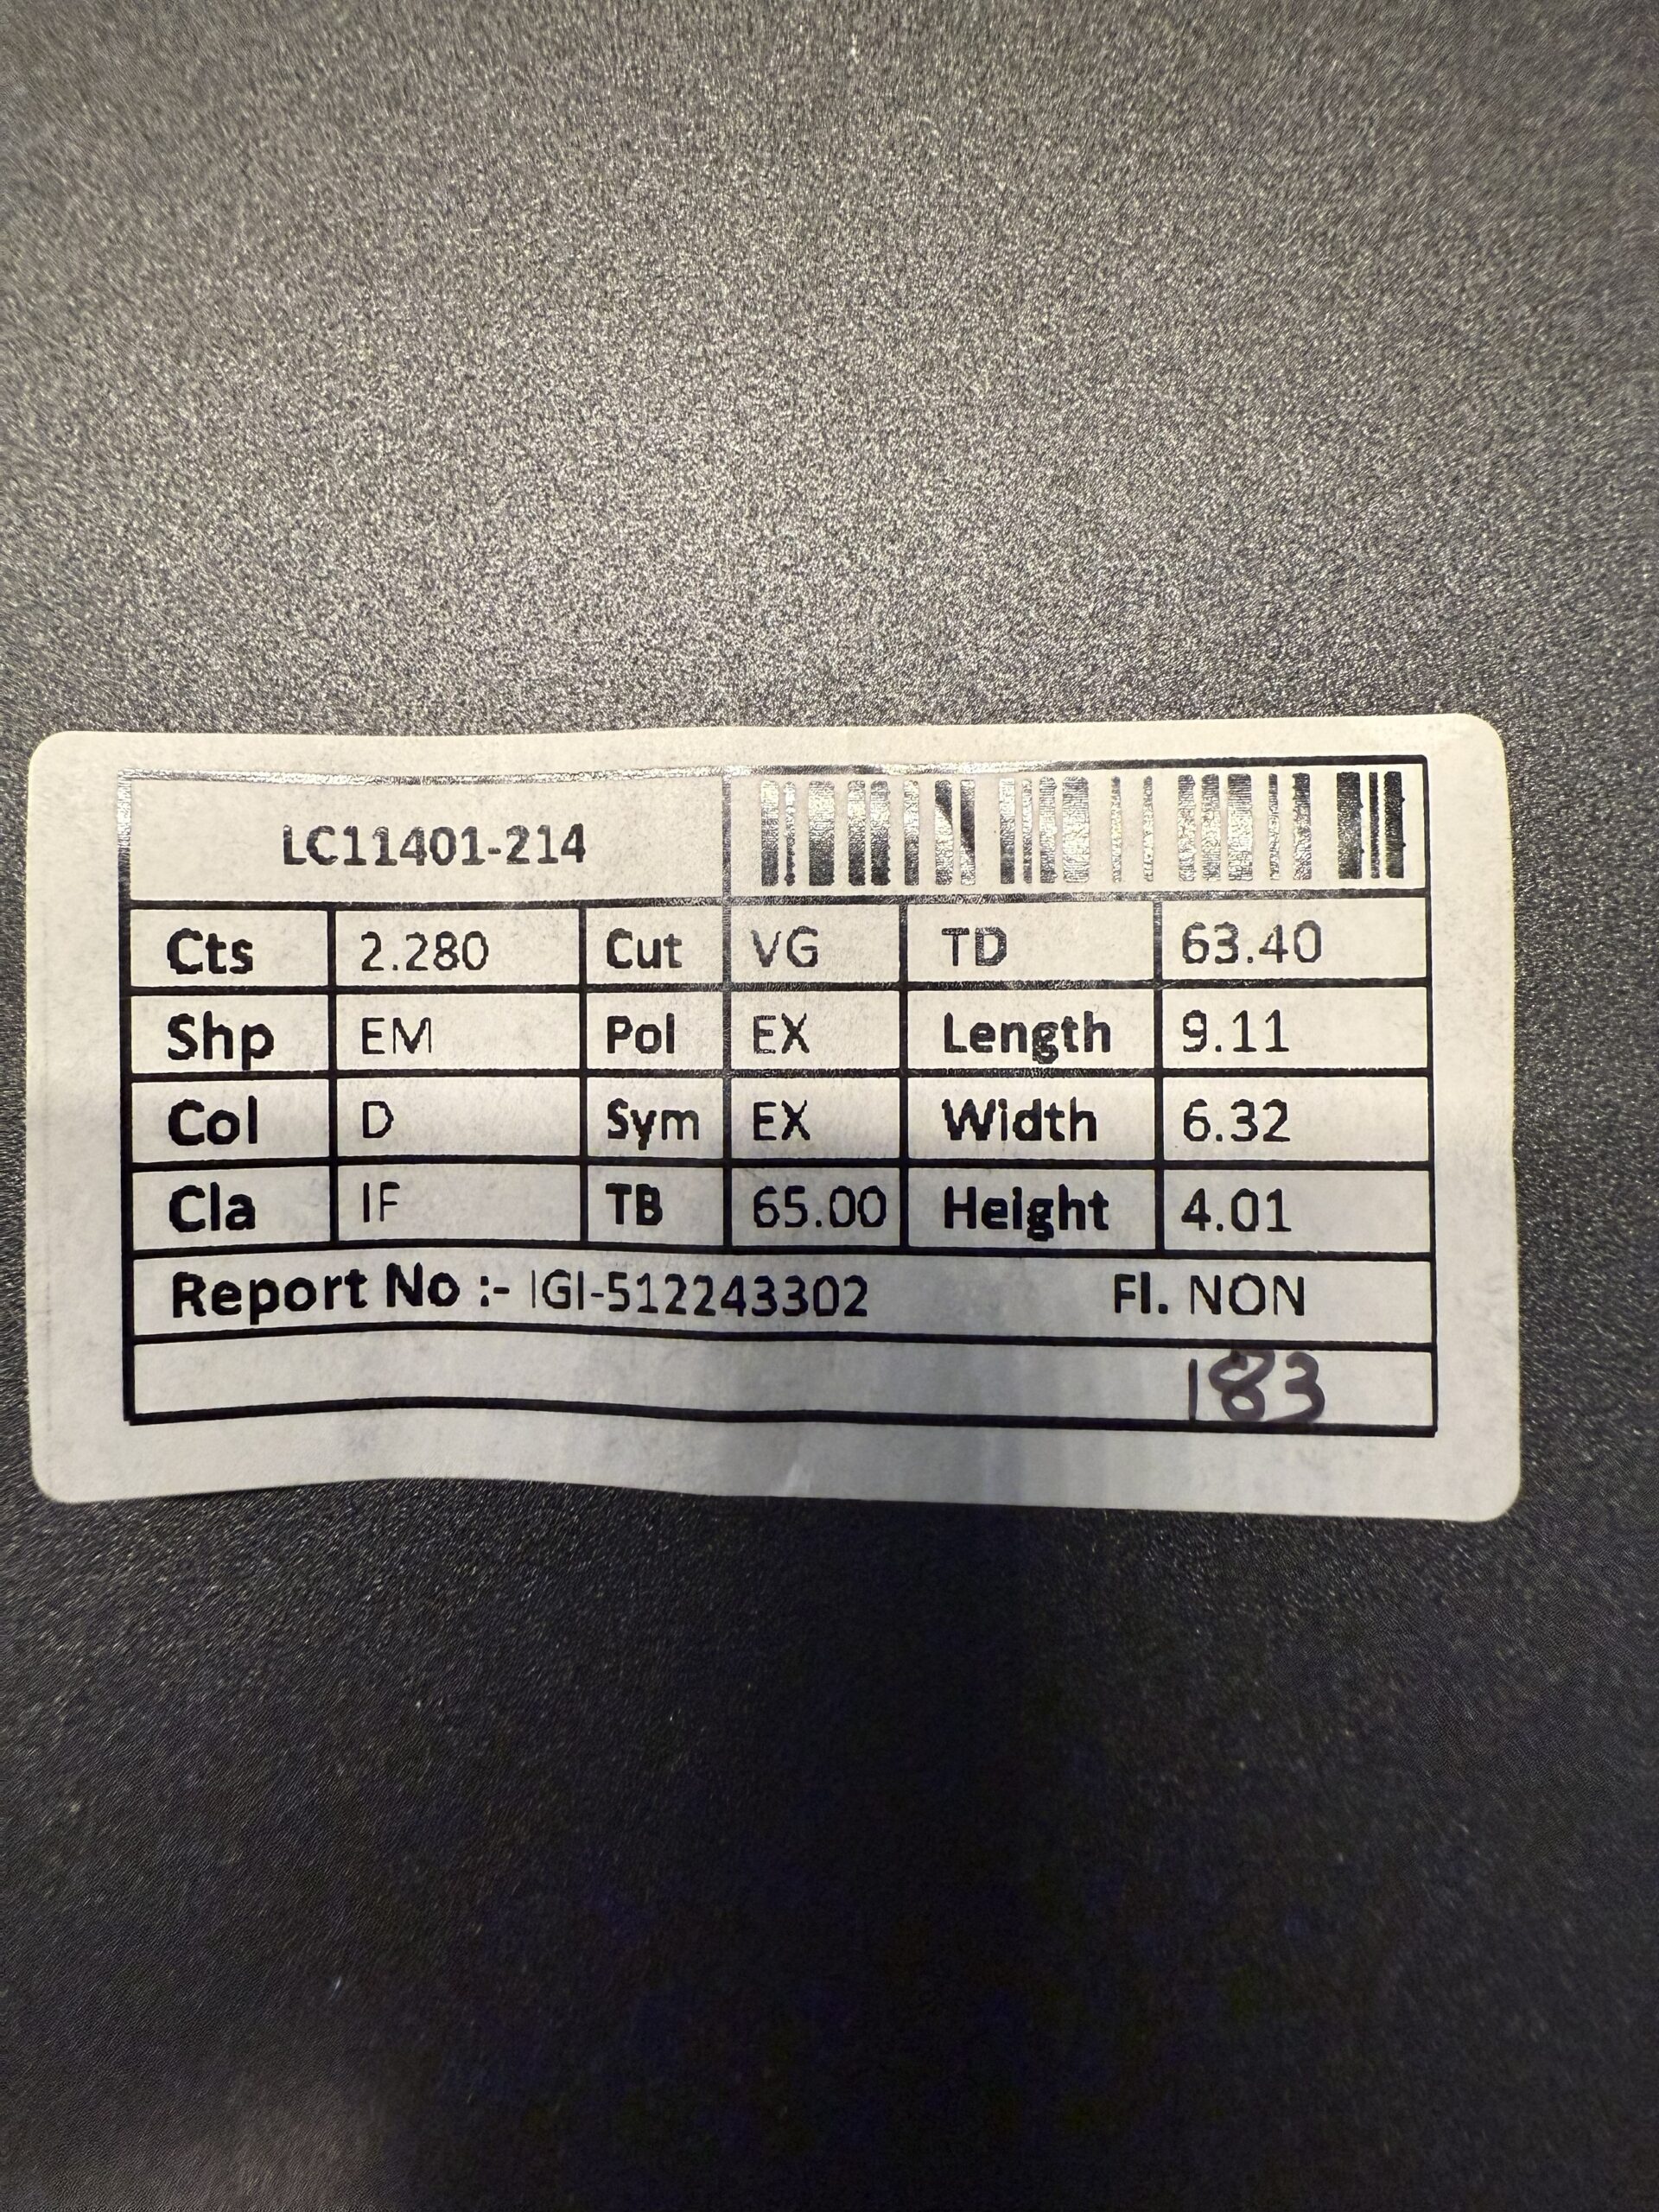 LC11401-214
Cts 2.280 Cut VG TD 63.40
Shp EM Pol EX Length 9.11
Col D Sym EX Width 6.32
Cla IF TB 65.00 Height 4.01
Report No :- IGI-512243302 Fl. NON
183